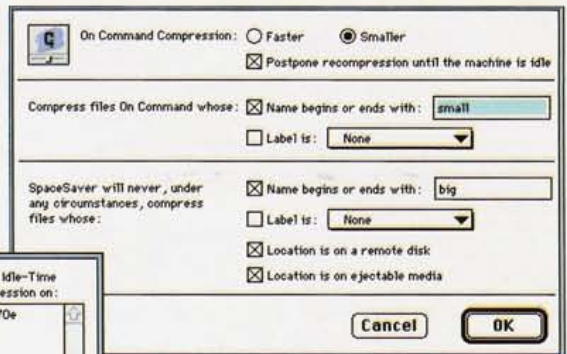 On Command Compression: Faster Smaller
Postpone recompression until the machine is idle
Compress files On Command whose: Name begins or ends with: small
Label is: None
SpaceSaver will never, under any circumstances, compress files whose:
Name begins or ends with: big
Label is: None
Location is on a remote disk
Location is on ejectable media
Idle-Time
ession on:
70e
Cancel OK